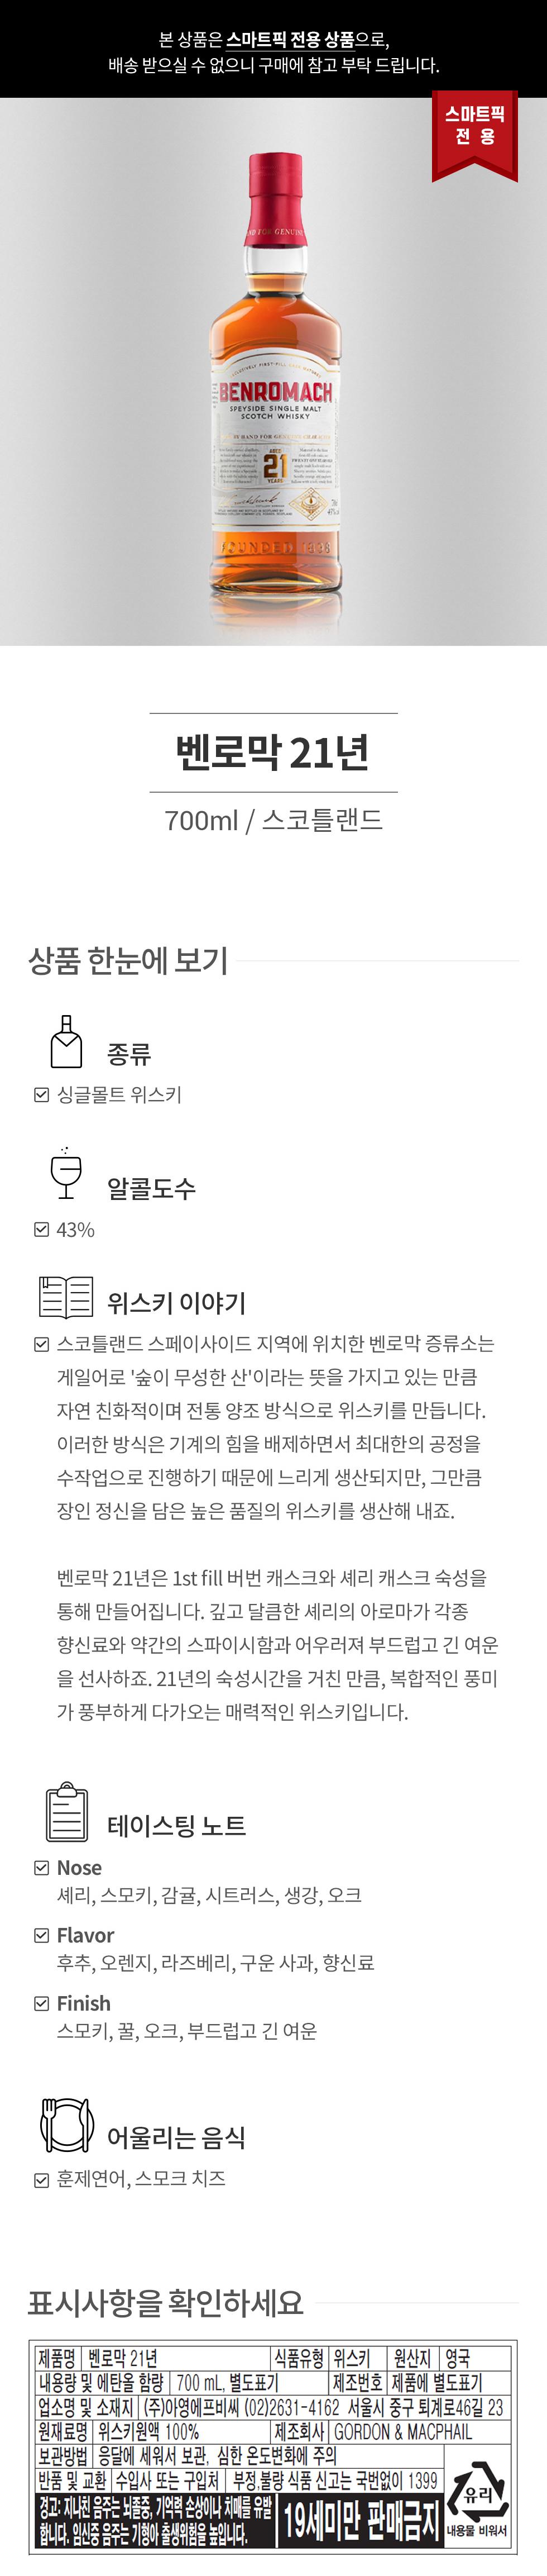 본 상품은 스마트픽 전용 상품으로,
배송 받으실 수 없으니 구매에 참고 부탁 드립니다.
스마트픽
전 용
BENROMACH
SPEYSIDE SINGLE MALT
SCOTCH WHISKY
AGED
21
YEARS
FOUNDED 1898
벤로막 21년
700ml / 스코틀랜드
상품 한눈에 보기
종류
싱글몰트 위스키
알콜도수
43%
위스키 이야기
스코틀랜드 스페이사이드 지역에 위치한 벤로막 증류소는
게일어로 '숲이 무성한 산'이라는 뜻을 가지고 있는 만큼
자연 친화적이며 전통 양조 방식으로 위스키를 만듭니다.
이러한 방식은 기계의 힘을 배제하면서 최대한의 공정을
수작업으로 진행하기 때문에 느리게 생산되지만, 그만큼
장인 정신을 담은 높은 품질의 위스키를 생산해 내죠.
벤로막 21년은 1st fill 버번 캐스크와 셰리 캐스크 숙성을
통해 만들어집니다. 깊고 달큼한 셰리의 아로마가 각종
향신료와 약간의 스파이시함과 어우러져 부드럽고 긴 여운
을 선사하죠. 21년의 숙성시간을 거친 만큼, 복합적인 풍미
가 풍부하게 다가오는 매력적인 위스키입니다.
테이스팅 노트
Nose
셰리, 스모키, 감귤, 시트러스, 생강, 오크
Flavor
후추, 오렌지, 라즈베리, 구운 사과, 향신료
Finish
스모키, 꿀, 오크, 부드럽고 긴 여운
어울리는 음식
훈제연어, 스모크 치즈
표시사항을 확인하세요
제품명 벤로막 21년 식품유형 위스키 원산지 영국
내용량 및 에탄올 함량 700 mL, 별도표기 제조번호 제품에 별도표기
업소명 및 소재지 (주)아영에프비씨 (02)2631-4162 서울시 중구 퇴계로46길 23
원재료명 위스키원액 100% 제조회사 GORDON & MACPHAIL
보관방법 응달에 세워서 보관, 심한 온도변화에 주의
반품 및 교환 수입사 또는 구입처 부정,불량 식품 신고는 국번없이 1399
경고: 지나친 음주는 뇌졸중, 기억력 손상이나 치매를 유발
합니다. 임신중 음주는 기형아 출생위험을 높입니다.
19세미만 판매금지
유리
내용물 비워서